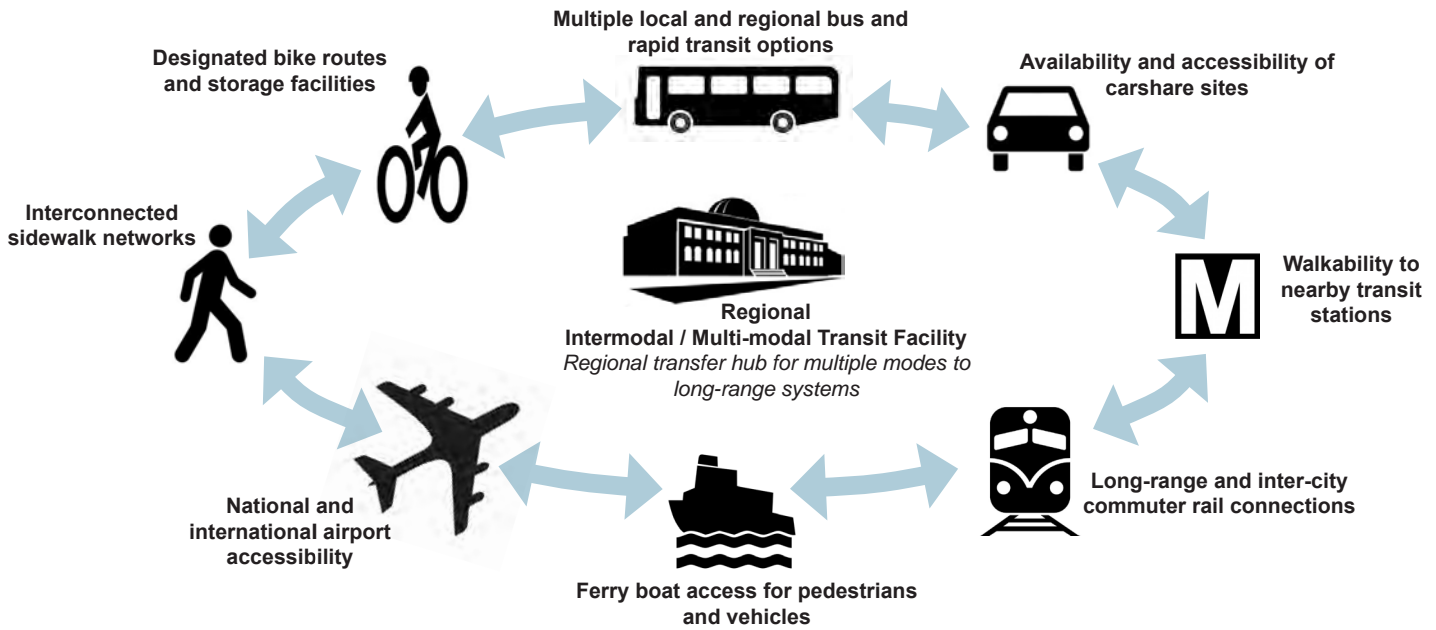 Multiple local and regional bus and
rapid transit options
Designated bike routes
and storage facilities
Availability and accessibility of
carshare sites
Interconnected
sidewalk networks
M
Walkability to
nearby transit
stations
Regional
Intermodal / Multi-modal Transit Facility
Regional transfer hub for multiple modes to
long-range systems
National and
international airport
accessibility
Long-range and inter-city
commuter rail connections
Ferry boat access for pedestrians
and vehicles